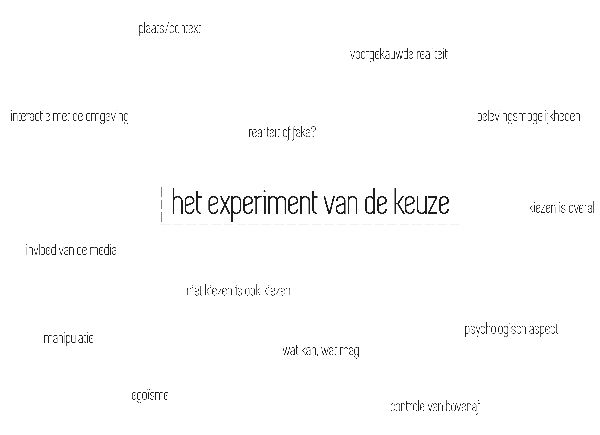 plaats/context
voorgekauwde realiteit
interactie met de omgeving
belevingsmogelijkheden
realiteit of fake?
het experiment van de keuze
kiezen is overal
invloed van de media
niet kiezen is ook kiezen
psychologisch aspect
manipulatie
wat kan, wat mag
egoïsme
controle van bovenaf